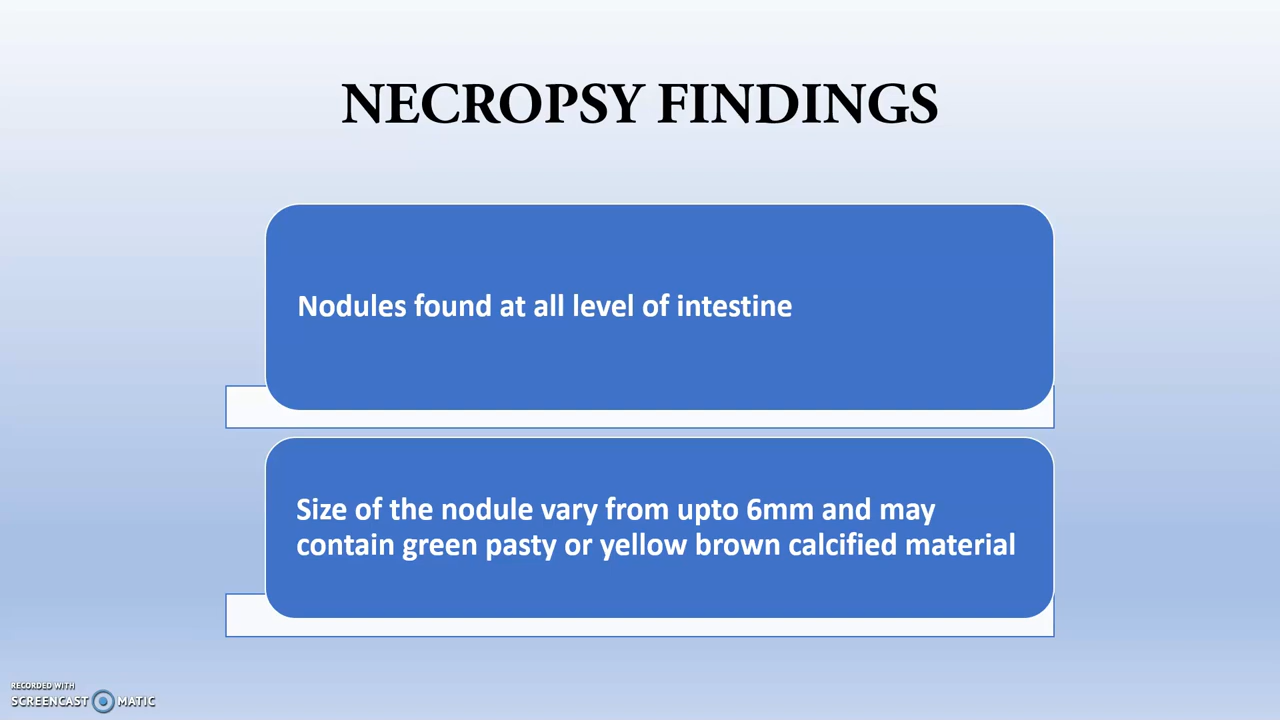 NECROPSY FINDINGS
Nodules found at all level of intestine
Size of the nodule vary from upto 6mm and may
contain green pasty or yellow brown calcified material
RECORDED WITH
SCREENCAST MATIC